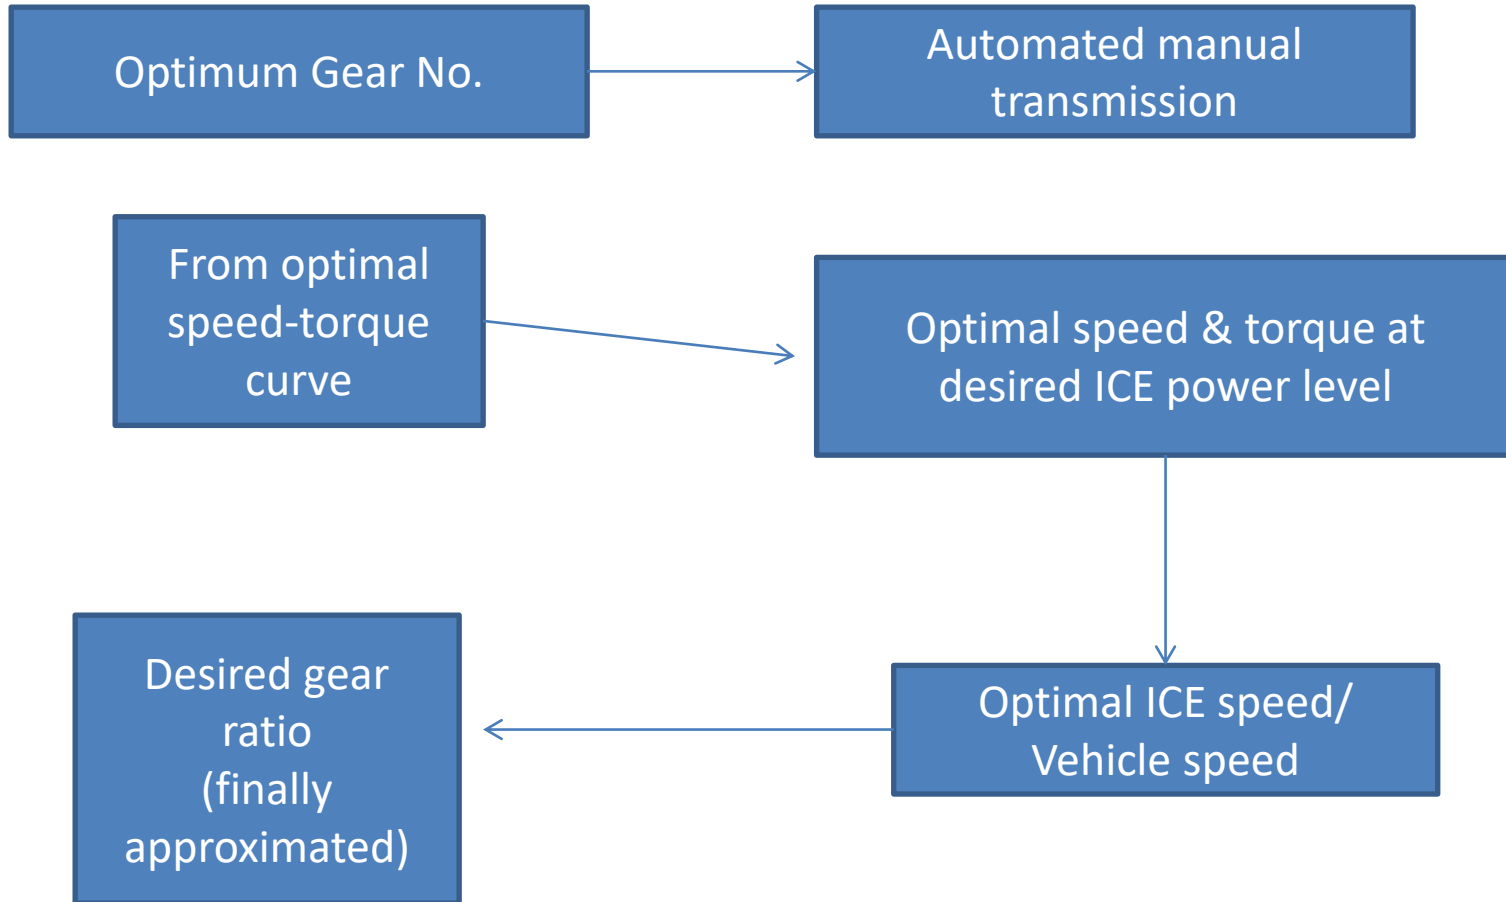 Optimum Gear No.
Automated manual
transmission
From optimal
speed-torque
curve
Optimal speed & torque at
desired ICE power level
Optimal ICE speed/
Vehicle speed
Desired gear
ratio
(finally
approximated)